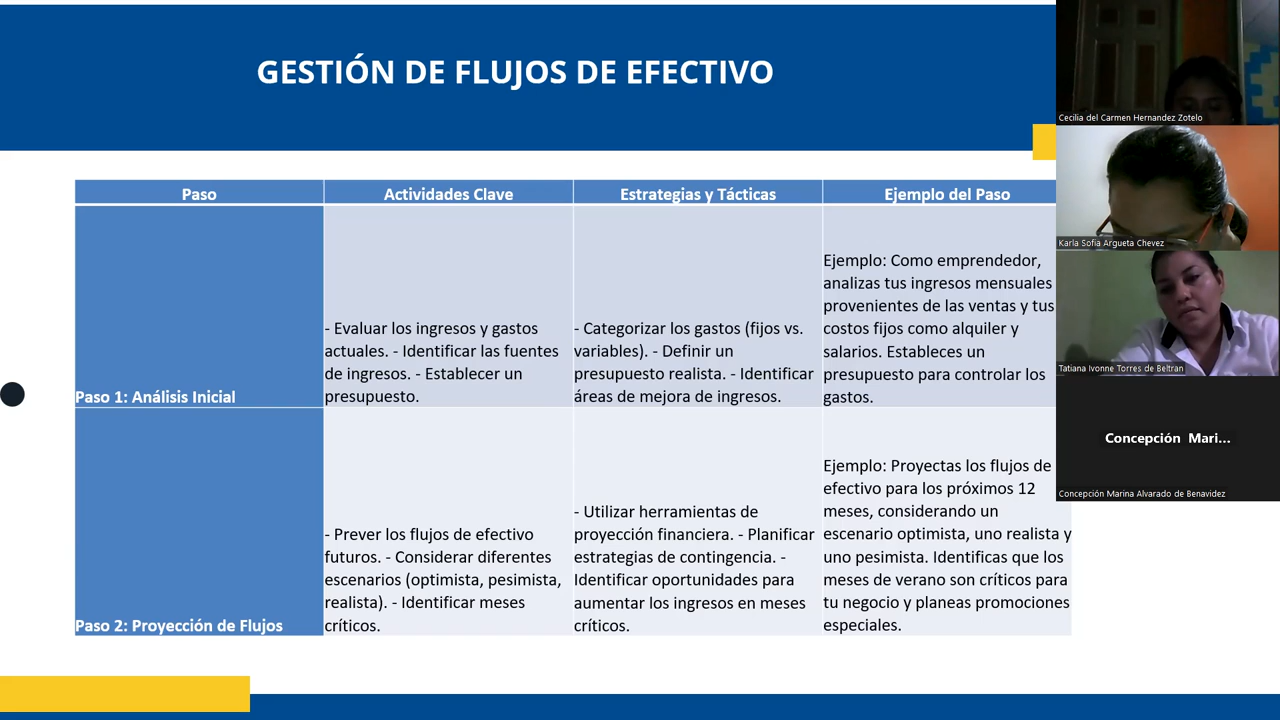 GESTIÓN DE FLUJOS DE EFECTIVO
Paso
Actividades Clave
Estrategias y Tácticas
Ejemplo del Paso
Paso 1: Análisis Inicial
- Evaluar los ingresos y gastos
actuales. - Identificar las fuentes
de ingresos. - Establecer un
presupuesto.
- Categorizar los gastos (fijos vs.
variables). - Definir un
presupuesto realista. - Identificar
áreas de mejora de ingresos.
Ejemplo: Como emprendedor,
analizas tus ingresos mensuales
provenientes de las ventas y tus
costos fijos como alquiler y
salarios. Estableces un
presupuesto para controlar los
gastos.
Paso 2: Proyección de Flujos
- Prever los flujos de efectivo
futuros. - Considerar diferentes
escenarios (optimista, pesimista,
realista). - Identificar meses
críticos.
- Utilizar herramientas de
proyección financiera. - Planificar
estrategias de contingencia. -
Identificar oportunidades para
aumentar los ingresos en meses
críticos.
Ejemplo: Proyectas los flujos de
efectivo para los próximos 12
meses, considerando un
escenario optimista, uno realista y
uno pesimista. Identificas que los
meses de verano son críticos para
tu negocio y planeas promociones
especiales.
Cecilia del Carmen Hernandez Zotelo
Karla Sofia Argueta Chevez
Tatiana Ivonne Torres de Beltran
Concepción Mari...
Concepción Marina Alvarado de Benavidez